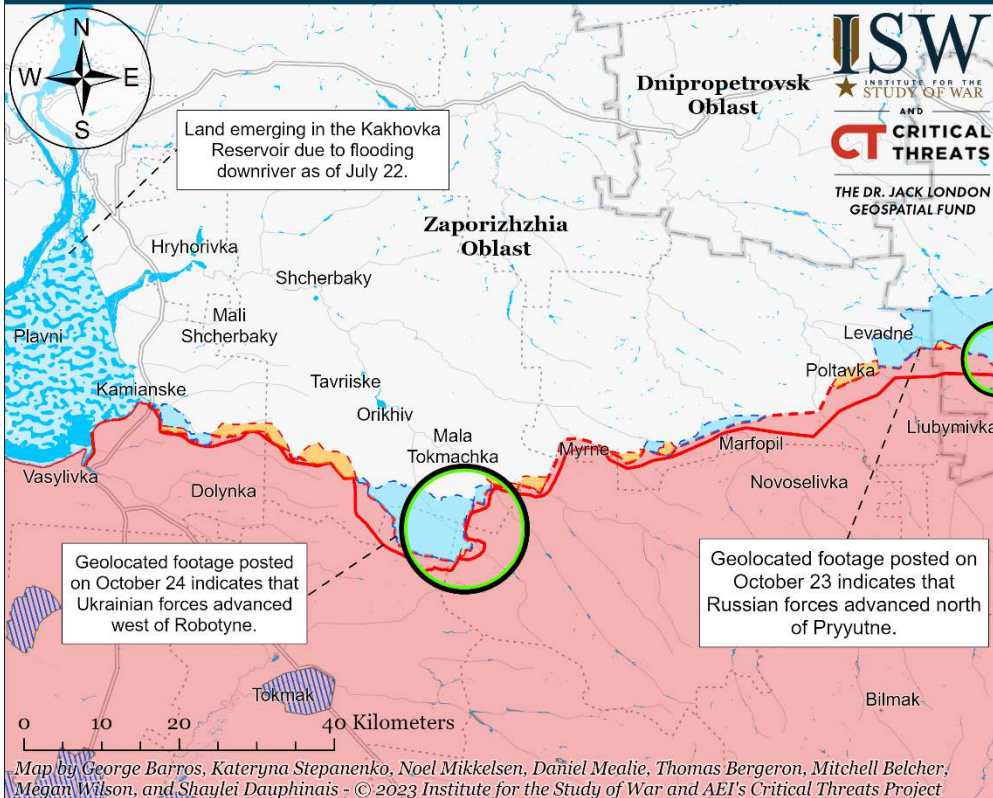 N
W E
S
ISW
INSTITUTE FOR THE
STUDY OF WAR
AND
CT CRITICAL
THREATS
THE DR. JACK LONDON
GEOSPATIAL FUND
Dnipropetrovsk
Oblast
Land emerging in the Kakhovka
Reservoir due to flooding
downriver as of July 22.
Zaporizhzhia
Oblast
Hryhorivka
Shcherbaky
Mali
Shcherbaky
Plavni
Levadne
Poltavka
Kamianske
Tavriiske
Orikhiv
Liubymivka
Mala
Tokmachka
Myrne
Marfopil
Vasylivka
Dolynka
Novoselivka
Geolocated footage posted
on October 24 indicates that
Ukrainian forces advanced
west of Robotyne.
Geolocated footage posted on
October 23 indicates that
Russian forces advanced north
of Pryyutne.
Tokmak
Bilmak
0 10 20 40 Kilometers
Map by George Barros, Kateryna Stepanenko, Noel Mikkelsen, Daniel Mealie, Thomas Bergeron, Mitchell Belcher,
Megan Wilson, and Shaylei Dauphinais - © 2023 Institute for the Study of War and AEI's Critical Threats Project